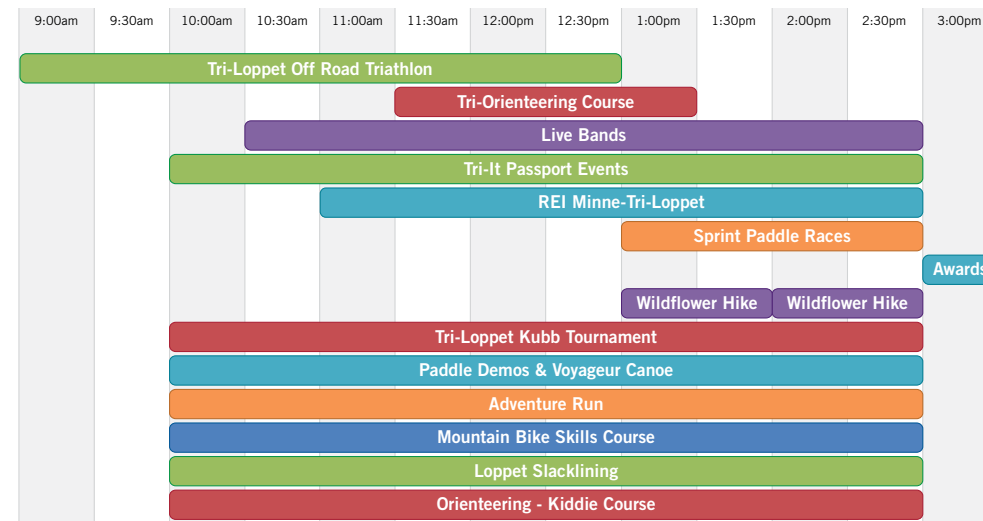 9:00am 9:30am 10:00am 10:30am 11:00am 11:30am 12:00pm 12:30pm 1:00pm 1:30pm 2:00pm 2:30pm 3:00pm
Tri-Loppet Off Road Triathlon
Tri-Orienteering Course
Live Bands
Tri-It Passport Events
REI Minne-Tri-Loppet
Sprint Paddle Races
Awards
Wildflower Hike Wildflower Hike
Tri-Loppet Kubb Tournament
Paddle Demos & Voyageur Canoe
Adventure Run
Mountain Bike Skills Course
Loppet Slacklining
Orienteering - Kiddie Course